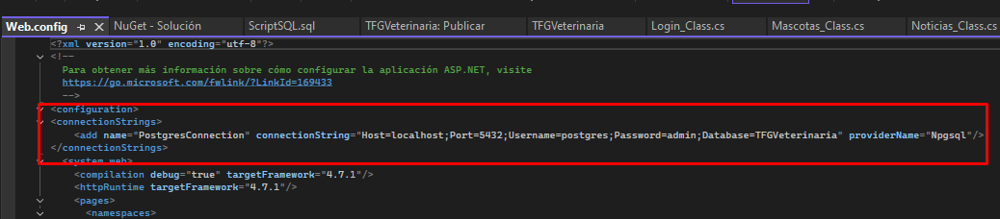 Web.config NuGet - Solución ScriptSQL.sql TFGVeterinaria: Publicar TFGVeterinaria Login_Class.cs Mascotas_Class.cs Noticias_Class.cs
<?xml version="1.0" encoding="utf-8"?>
<!--
Para obtener más información sobre cómo configurar la aplicación ASP.NET, visite
https://go.microsoft.com/fwlink/?LinkId=169433
-->
<configuration>
<connectionStrings>
<add name="PostgresConnection" connectionString="Host=localhost;Port=5432;Username=postgres;Password=admin;Database=TFGVeterinaria" providerName="Npgsql"/>
</connectionStrings>
<system.web>
<compilation debug="true" targetFramework="4.7.1"/>
<httpRuntime targetFramework="4.7.1"/>
<pages>
<namespaces>